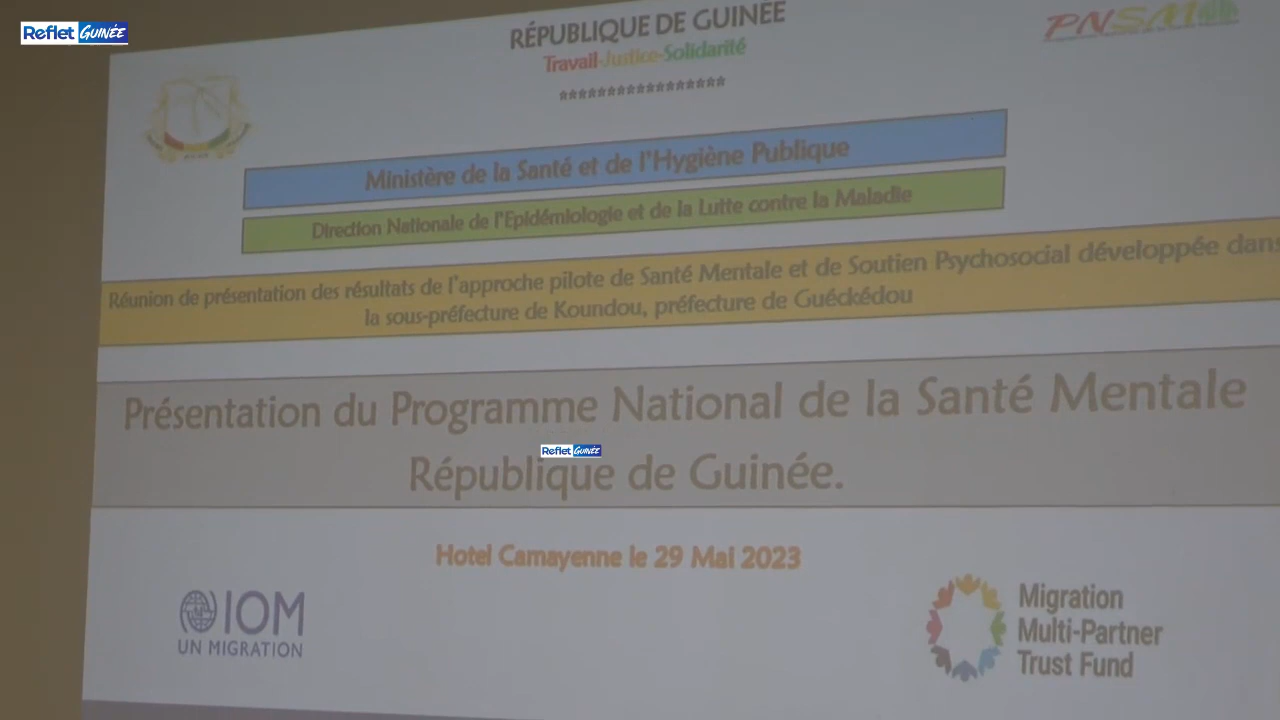 Reflet GUINÉE
RÉPUBLIQUE DE GUINÉE
Travail-Justice-Solidarité
*****************
PNSM
Ministère de la Santé et de l'Hygiène Publique
Direction Nationale de l'Epidémiologie et de la Lutte contre la Maladie
Réunion de présentation des résultats de l'approche pilote de Santé Mentale et de Soutien Psychosocial développée dans
la sous-préfecture de Koundou, préfecture de Guéckédou
Présentation du Programme National de la Santé Mentale
Reflet GUINÉE
République de Guinée.
Hotel Camayenne le 29 Mai 2023
IOM
UN MIGRATION
Migration
Multi-Partner
Trust Fund